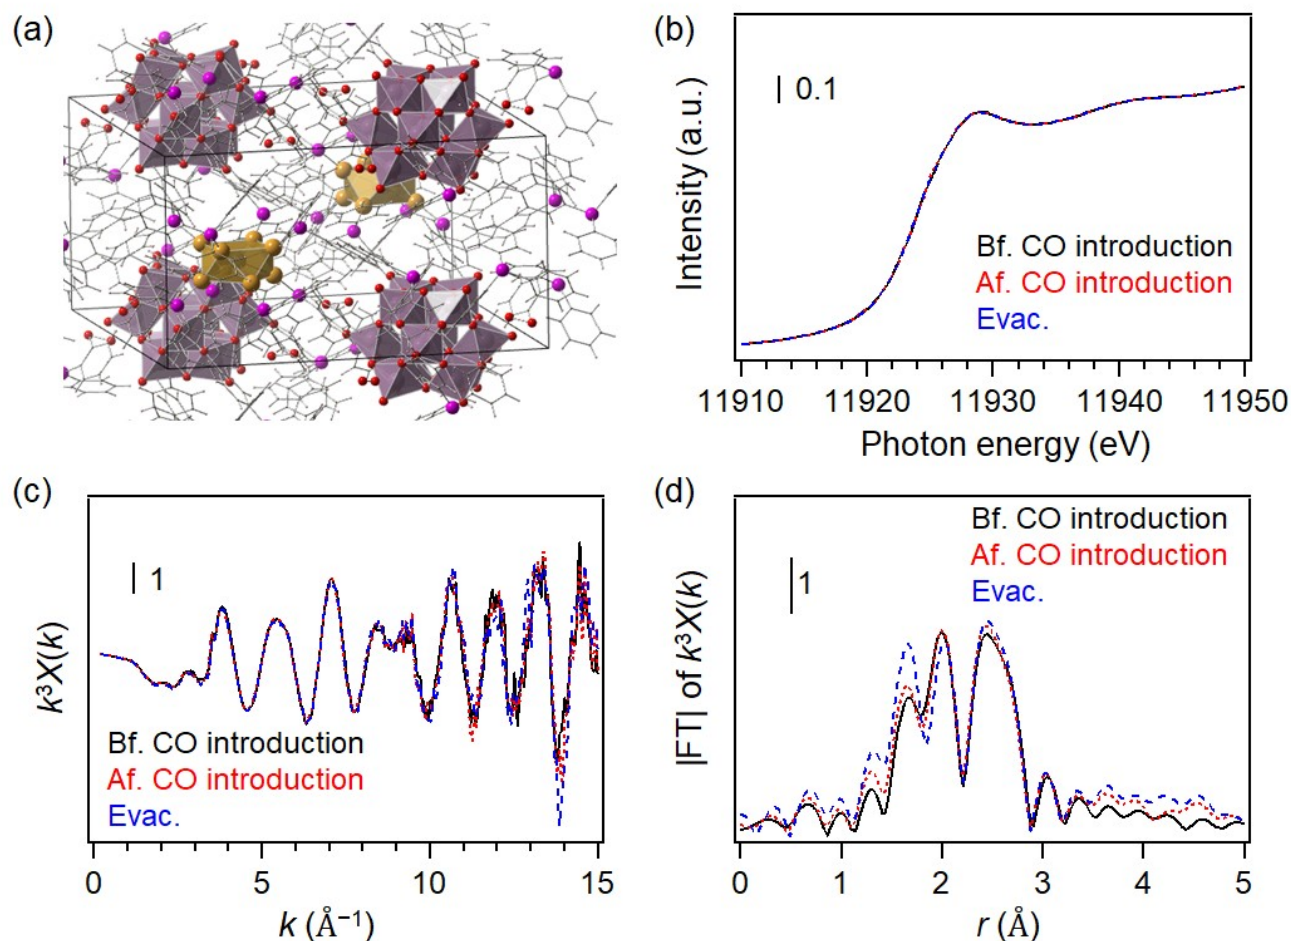 (a)
(b)
0.1
Intensity (a.u.)
Bf. CO introduction
Af. CO introduction
Evac.
11910 11920 11930 11940 11950
Photon energy (eV)
(c)
1
k³X(k)
Bf. CO introduction
Af. CO introduction
Evac.
0 5 10 15
k (Å⁻¹)
(d)
Bf. CO introduction
Af. CO introduction
Evac.
1
|FT| of k³X(k)
0 1 2 3 4 5
r (Å)